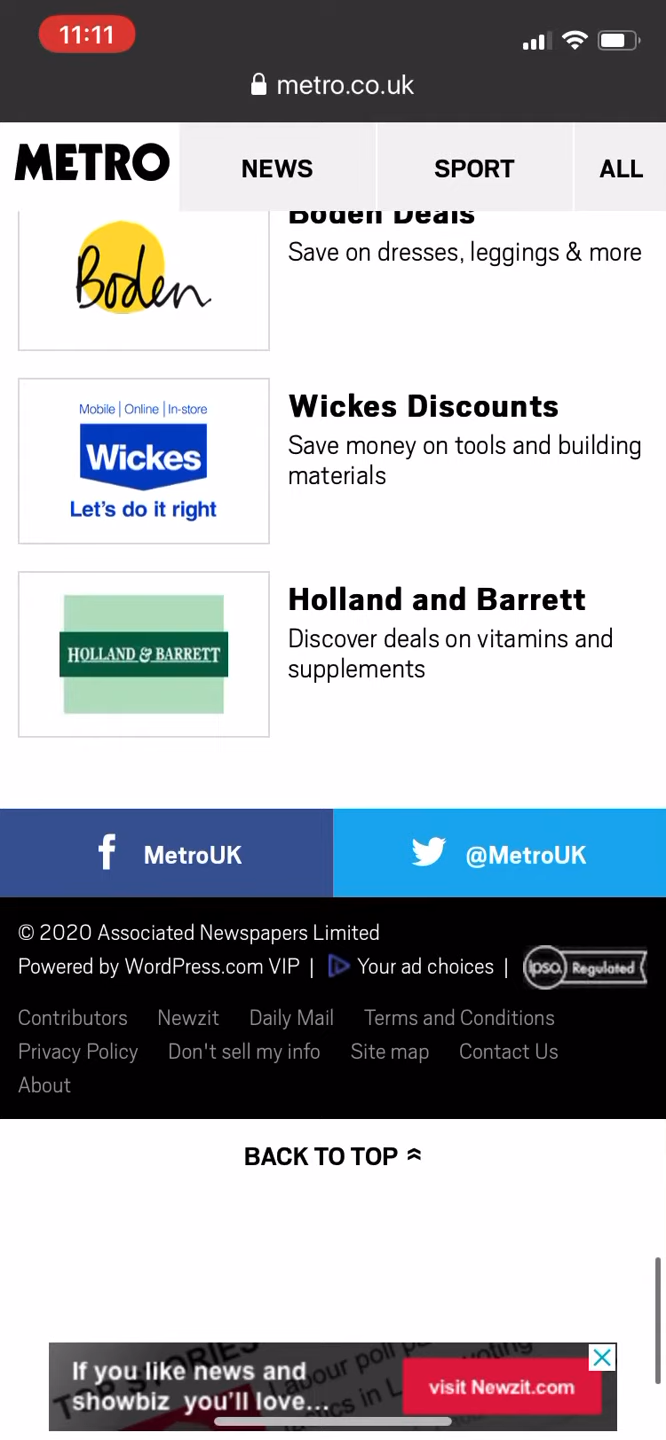 11:11
metro.co.uk
METRO NEWS SPORT ALL
Boden Deals
Save on dresses, leggings & more
Boden
Wickes Discounts
Save money on tools and building
materials
Mobile | Online | In-store
Wickes
Let's do it right
Holland and Barrett
Discover deals on vitamins and
supplements
HOLLAND & BARRETT
MetroUK @MetroUK
© 2020 Associated Newspapers Limited
Powered by WordPress.com VIP | Your ad choices | ipso. Regulated
Contributors Newzit Daily Mail Terms and Conditions
Privacy Policy Don't sell my info Site map Contact Us
About
BACK TO TOP
TOP STORIES
Labour poll
voting
If you like news and
showbiz you'll love...
visit Newzit.com